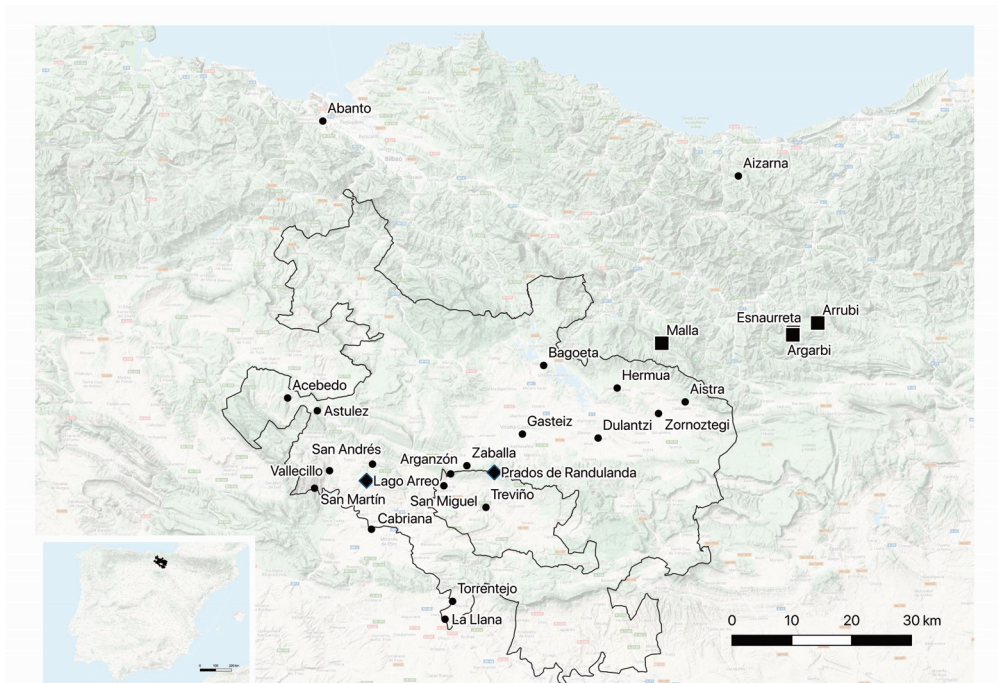 Abanto
Aizarna
Arrubi
Esnaurreta
Malla
Argarbi
Bagoeta
Hermua
Acebedo
Aistra
Astulez
Gasteiz
Dulantzi
Zornoztegi
San Andrés
Zaballa
Arganzón
Vallecillo
Prados de Randulanda
Lago Arreo
San Martín
San Miguel
Treviño
Cabriana
Torrentejo
La Llana
0 10 20 30 km